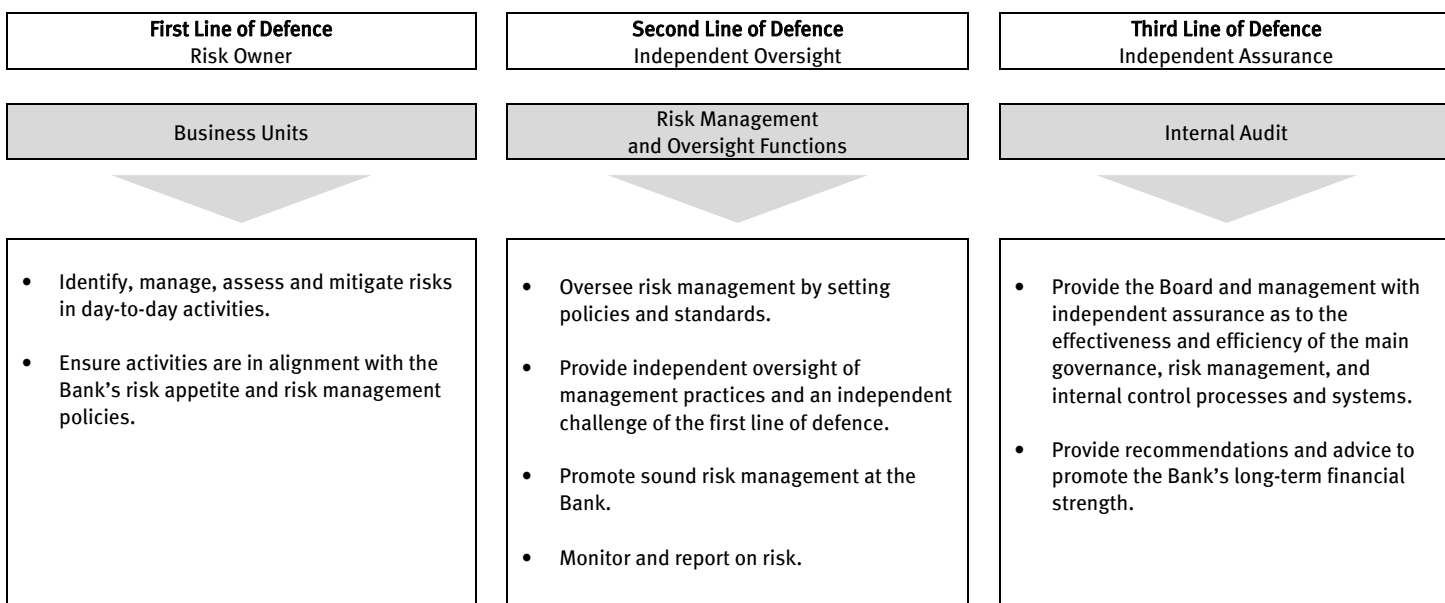 First Line of Defence
Risk Owner
Business Units
• Identify, manage, assess and mitigate risks
in day-to-day activities.
• Ensure activities are in alignment with the
Bank’s risk appetite and risk management
policies.
Second Line of Defence
Independent Oversight
Risk Management
and Oversight Functions
• Oversee risk management by setting
policies and standards.
• Provide independent oversight of
management practices and an independent
challenge of the first line of defence.
• Promote sound risk management at the
Bank.
• Monitor and report on risk.
Third Line of Defence
Independent Assurance
Internal Audit
• Provide the Board and management with
independent assurance as to the
effectiveness and efficiency of the main
governance, risk management, and
internal control processes and systems.
• Provide recommendations and advice to
promote the Bank’s long-term financial
strength.